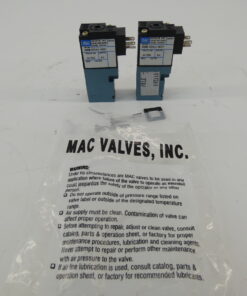 MAC VALVES, INC.
WARNING:
Under no circumstances are MAC valves to be used in any
application where failure of the valve to operate as intended
could jeopardize the safety of the operator or any other
person.
Do not operate outside of pressure range listed on
valve label or outside of the designated temperature
range.
Air supply must be clean. Contamination of valve can
affect proper operation.
Before attempting to repair, adjust or clean valve, consult
catalog, parts & operation sheet, or factory for proper
maintenance procedures, lubrication and cleaning agents.
Never attempt to repair or perform other maintenance
with air pressure to the valve.
If air line lubrication is used, consult catalog, parts &
operation sheet, or factory for recommended lubricants.